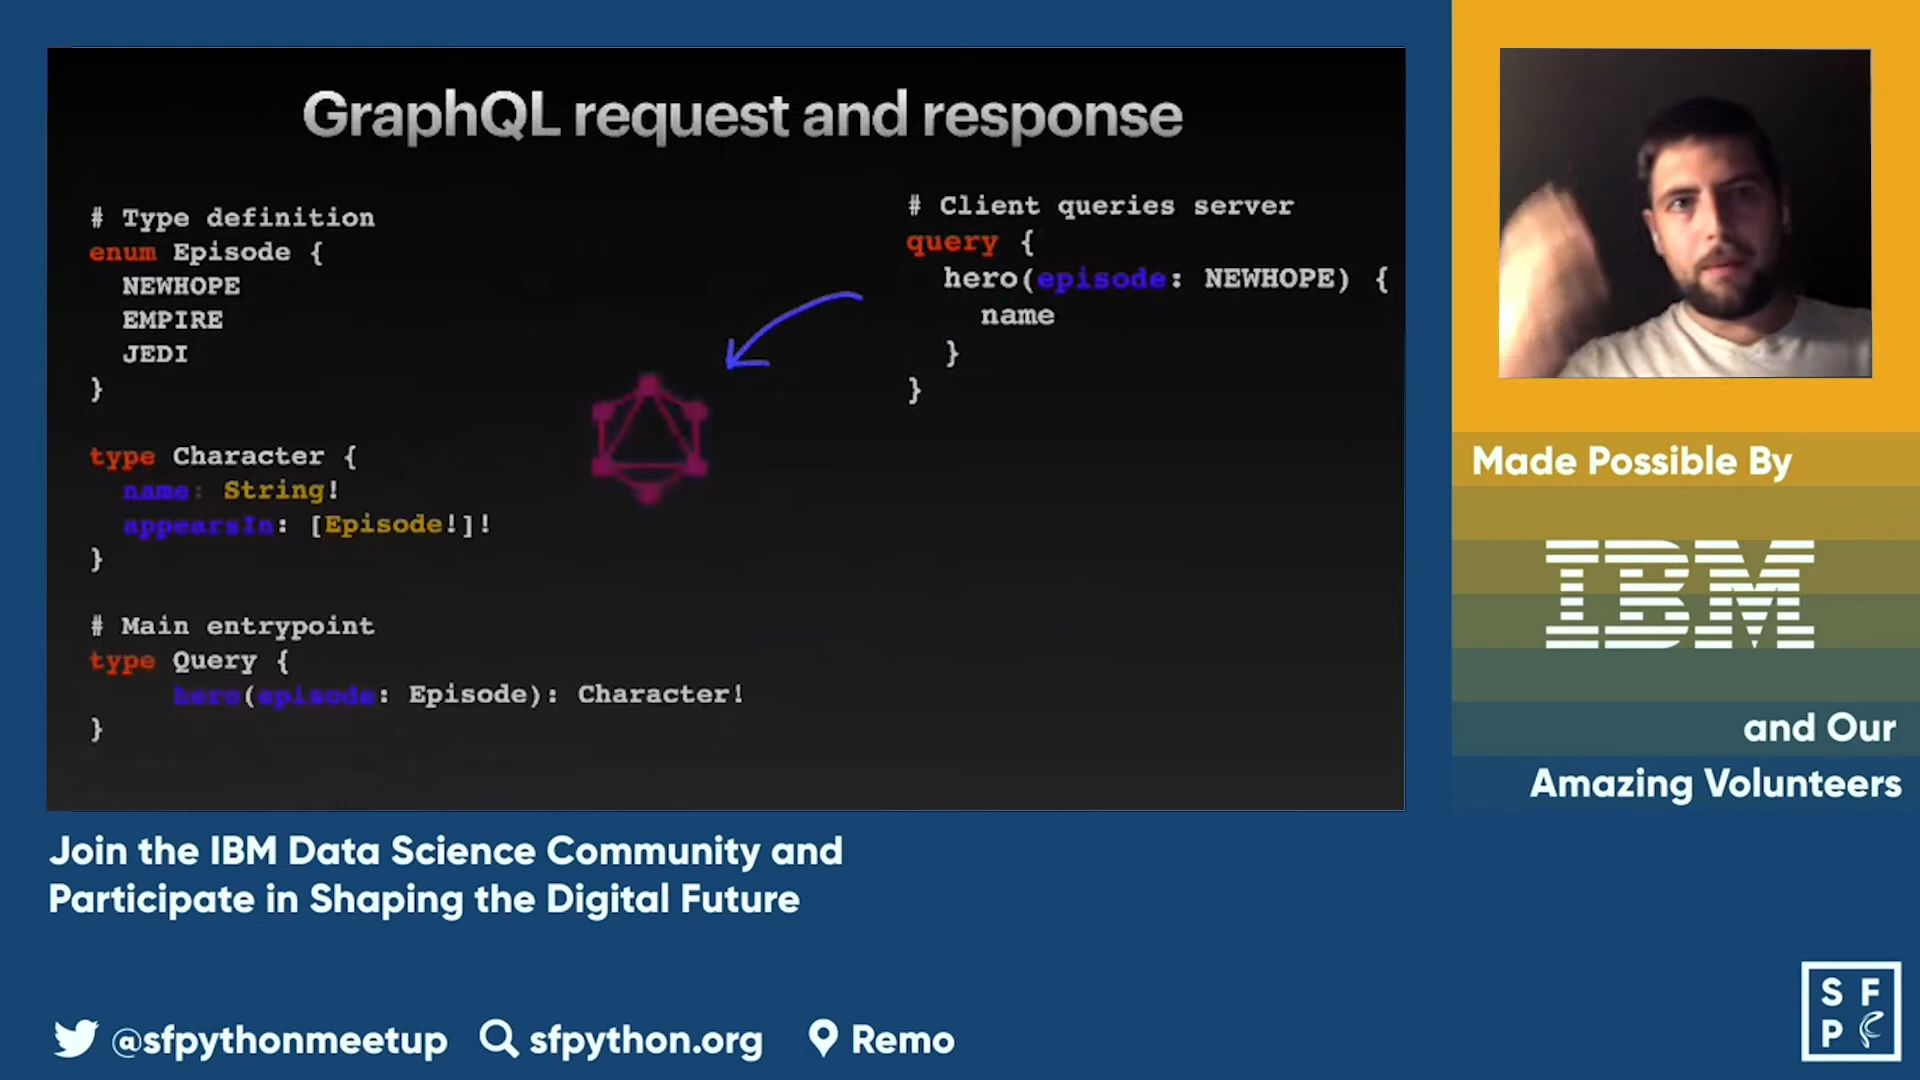 GraphQL request and response
# Type definition
enum Episode {
  NEWHOPE
  EMPIRE
  JEDI
}
type Character {
  name: String!
  appearsIn: [Episode!]!
}
# Main entrypoint
type Query {
     hero(episode: Episode): Character!
}
# Client queries server
query {
  hero(episode: NEWHOPE) {
    name
  }
}
Made Possible By
IBM
and Our
Amazing Volunteers
Join the IBM Data Science Community and
Participate in Shaping the Digital Future
@sfpythonmeetup sfpython.org Remo
S F
P